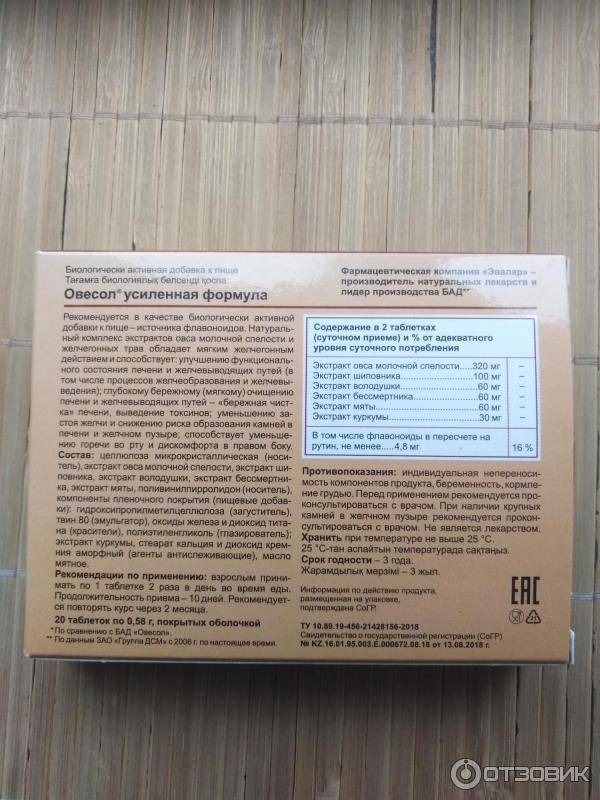 Биологически активная добавка к пище
Тағамға биологиялық белсенді қоспа
Овесол® усиленная формула
Рекомендуется в качестве биологически активной
добавки к пище – источника флавоноидов. Натураль-
ный комплекс экстрактов овса молочной спелости и
желчегонных трав обладает мягким желчегонным
действием и способствует: улучшению функциональ-
ного состояния печени и желчевыводящих путей (в
том числе процессов желчеобразования и желчевы-
ведения); глубокому бережному (мягкому) очищению
печени и желчевыводящих путей – «бережная чист-
ка» печени, выведение токсинов; уменьшению за-
стоя желчи и снижению риска образования камней в
печени и желчном пузыре; способствует уменьше-
нию горечи во рту и дискомфорта в правом боку.
Состав: целлюлоза микрокристаллическая (носи-
тель), экстракт овса молочной спелости, экстракт ши-
повника, экстракт володушки, экстракт бессмертни-
ка, экстракт мяты, поливинилпирролидон (носитель),
компоненты пленочного покрытия (пищевые добав-
ки): гидроксипропилметилцеллюлоза (загуститель),
твин 80 (эмульгатор), оксиды железа и диоксид тита-
на (красители), полиэтиленгликоль (глазирователь);
экстракт куркумы, стеарат кальция и диоксид крем-
ния аморфный (агенты антислеживающие), масло
мятное.
Рекомендации по применению: взрослым прини-
мать по 1 таблетке 2 раза в день во время еды.
Продолжительность приема – 10 дней. Рекоменду-
ется повторять курс через 2 месяца.
20 таблеток по 0,58 г, покрытых оболочкой
* По сравнению с БАД «Овесол».
** По данным ЗАО «Группа ДСМ» с 2006 г. по настоящее время.
Фармацевтическая компания «Эвалар» –
производитель натуральных лекарств и
лидер производства БАД**
Содержание в 2 таблетках
(суточном приеме) и % от адекватного
уровня суточного потребления
Экстракт овса молочной спелости.....320 мг –
Экстракт шиповника..............100 мг –
Экстракт володушки..............60 мг –
Экстракт бессмертника..............60 мг –
Экстракт мяты..............60 мг –
Экстракт куркумы..............30 мг –
В том числе флавоноиды в пересчете на
рутин, не менее.....4,8 мг 16 %
Противопоказания: индивидуальная неперено-
симость компонентов продукта, беременность, кормле-
ние грудью. Перед применением рекомендуется про-
консультироваться с врачом. При наличии крупных
камней в желчном пузыре рекомендуется прокон-
сультироваться с врачом. Не является лекарством.
Хранить при температуре не выше 25 °С.
25 °С-тан аспайтын температурада сақтаңыз.
Срок годности – 3 года.
Жарамдылық мерзімі – 3 жыл.
Информация по действию продукта,
размещенная на упаковке,
подтверждена СоГР.
EAC
21
ТУ 10.89.19-456-21428156-2018
Свидетельство о государственной регистрации (СоГР)
№ KZ.16.01.95.003.E.000672.08.18 от 13.08.2018 г.
ОТЗОВИК